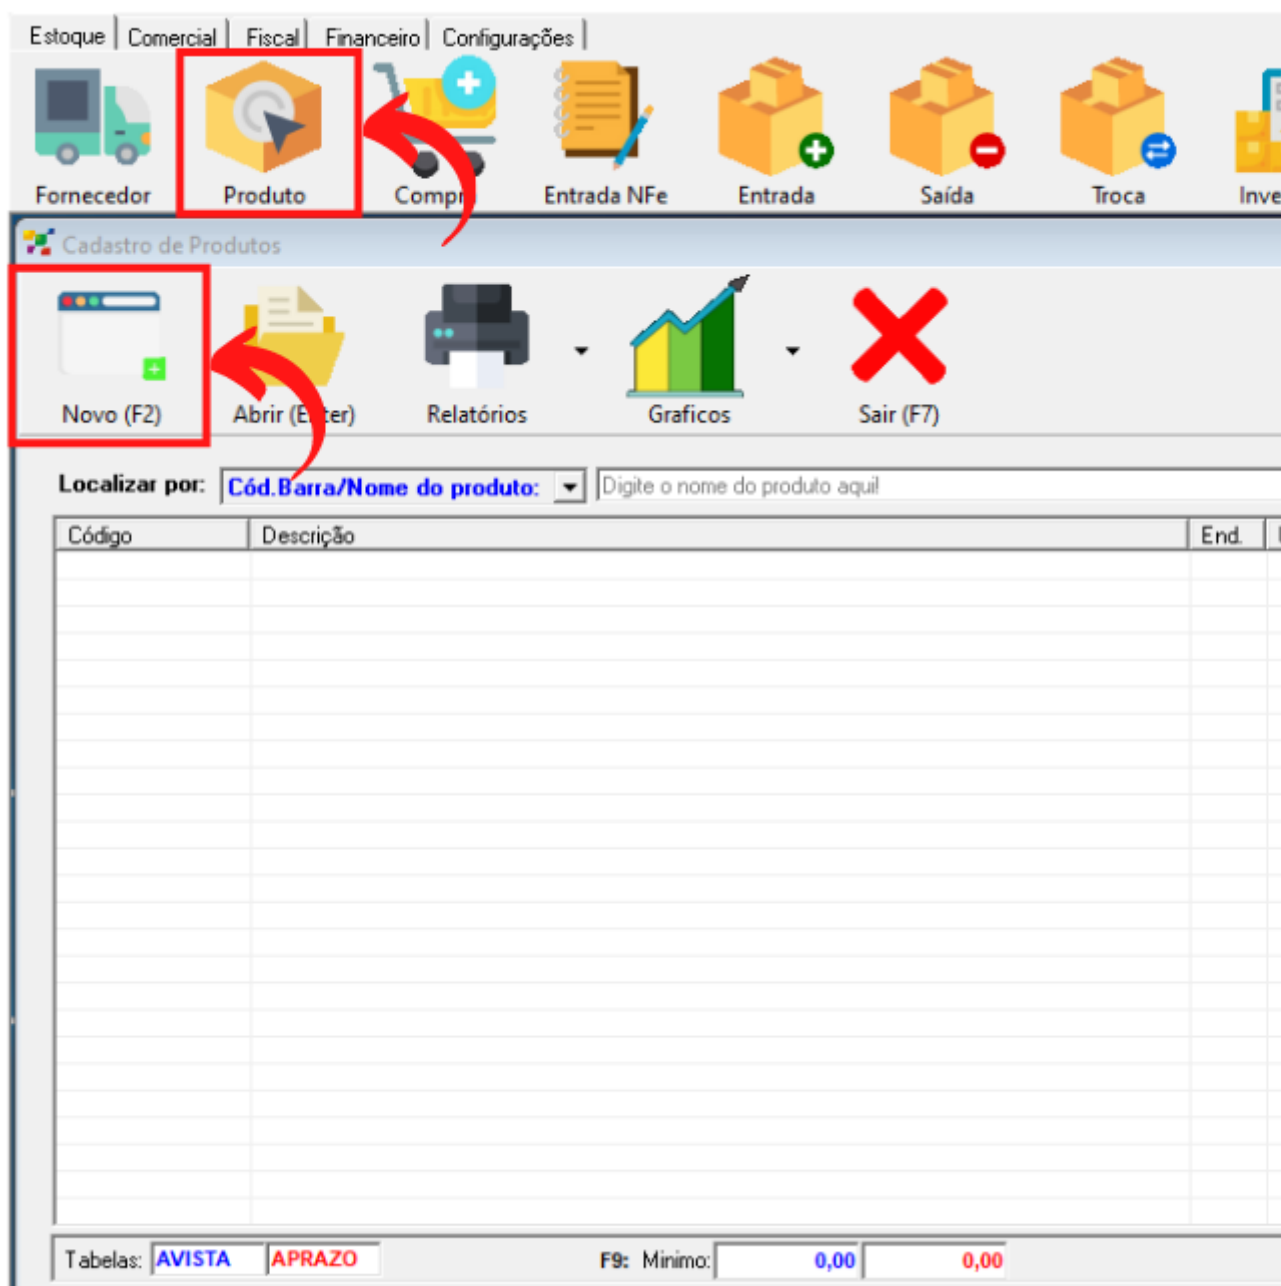 Estoque Comercial Fiscal Financeiro Configurações
Fornecedor Produto Entrada NFe Entrada Saída Troca
Cadastro de Produtos
Novo (F2) Abrir Relatórios Graficos Sair (F7)
Localizar por: Cód.Barra/Nome do produto: Digite o nome do produto aqui!
Código Descrição End.
Tabelas: AVISTA APRAZO F9: Minimo: 0,00 0,00